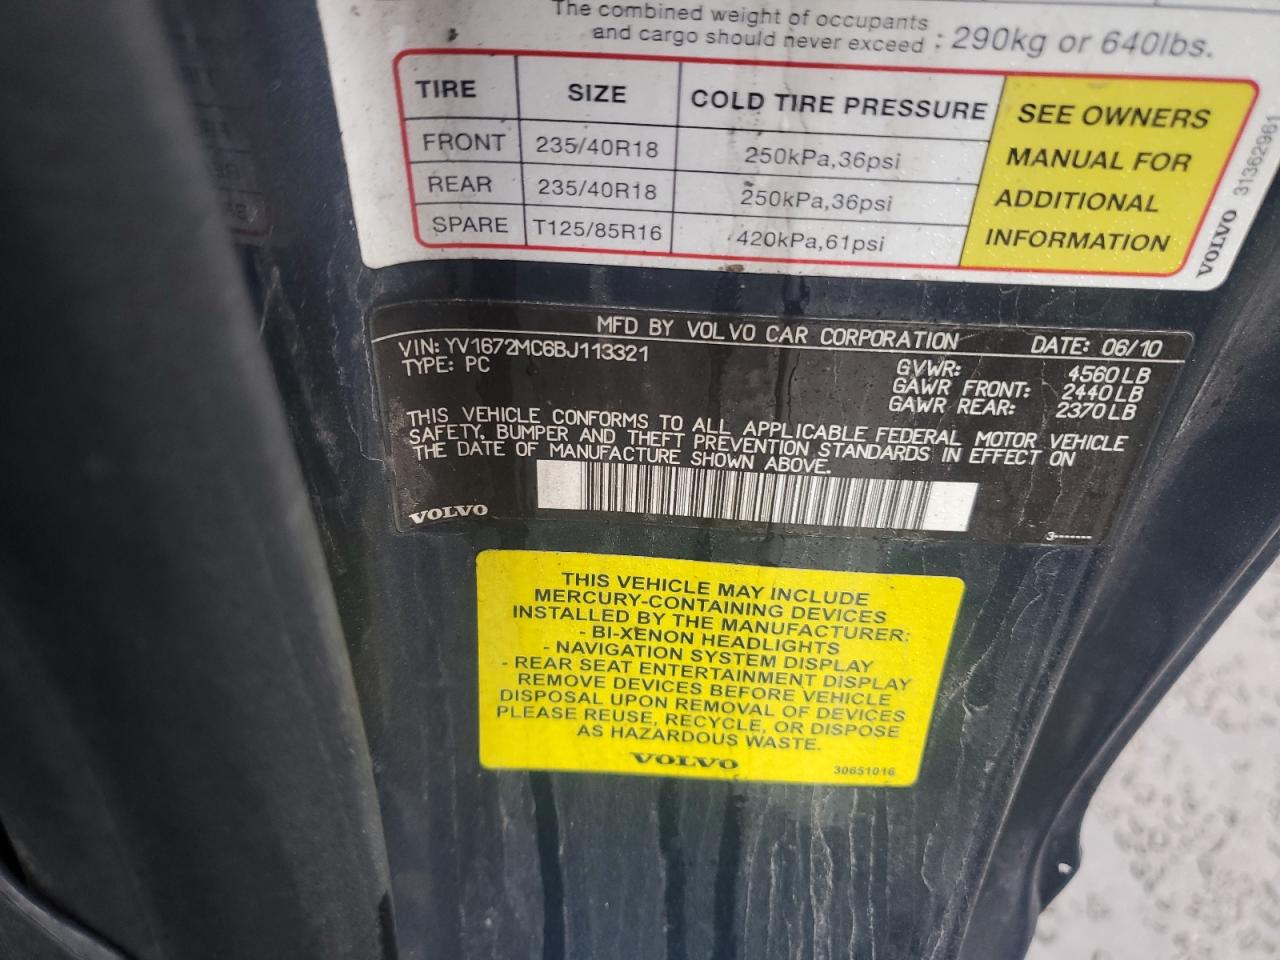 The combined weight of occupants
and cargo should never exceed : 290kg or 640lbs.
TIRE SIZE COLD TIRE PRESSURE
FRONT 235/40R18 250kPa,36psi
REAR 235/40R18 250kPa,36psi
SPARE T125/85R16 420kPa,61psi
SEE OWNERS
MANUAL FOR
ADDITIONAL
INFORMATION
VOLVO 31362961
MFD BY VOLVO CAR CORPORATION DATE: 06/10
VIN: YV1672MC6BJ113321
TYPE: PC
GVWR: 4560LB
GAWR FRONT: 2440LB
GAWR REAR: 2370LB
THIS VEHICLE CONFORMS TO ALL APPLICABLE FEDERAL MOTOR VEHICLE
SAFETY, BUMPER AND THEFT PREVENTION STANDARDS IN EFFECT ON
THE DATE OF MANUFACTURE SHOWN ABOVE.
VOLVO
3-------
THIS VEHICLE MAY INCLUDE
MERCURY-CONTAINING DEVICES
INSTALLED BY THE MANUFACTURER:
- BI-XENON HEADLIGHTS
- NAVIGATION SYSTEM DISPLAY
- REAR SEAT ENTERTAINMENT DISPLAY
REMOVE DEVICES BEFORE VEHICLE
DISPOSAL UPON REMOVAL OF DEVICES
PLEASE REUSE, RECYCLE, OR DISPOSE
AS HAZARDOUS WASTE.
VOLVO
30651016